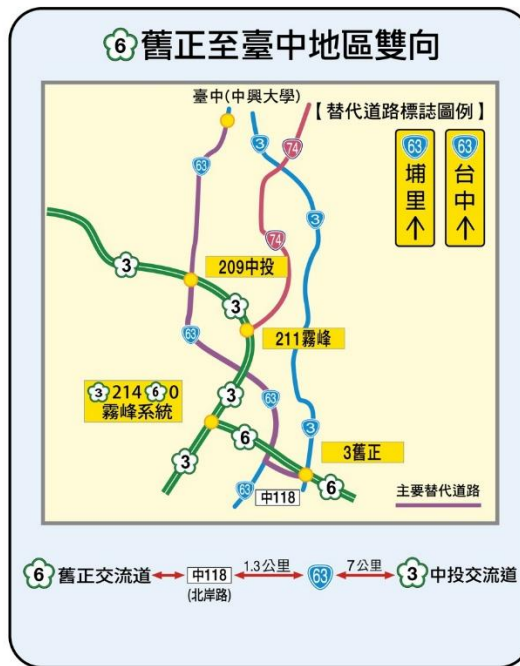 6 舊正至臺中地區雙向
臺中(中興大學)
【替代道路標誌圖例】
63 埔里 ↑
63 台中 ↑
3
74
63
3
74
3
209中投
3
63
211霧峰
3 214 6 0
霧峰系統
3
63
3
6
3舊正
3
63
中118
6
主要替代道路
6 舊正交流道 ↔ 中118 (北岸路) ↔ 1.3公里 63 ↔ 7公里 3 中投交流道